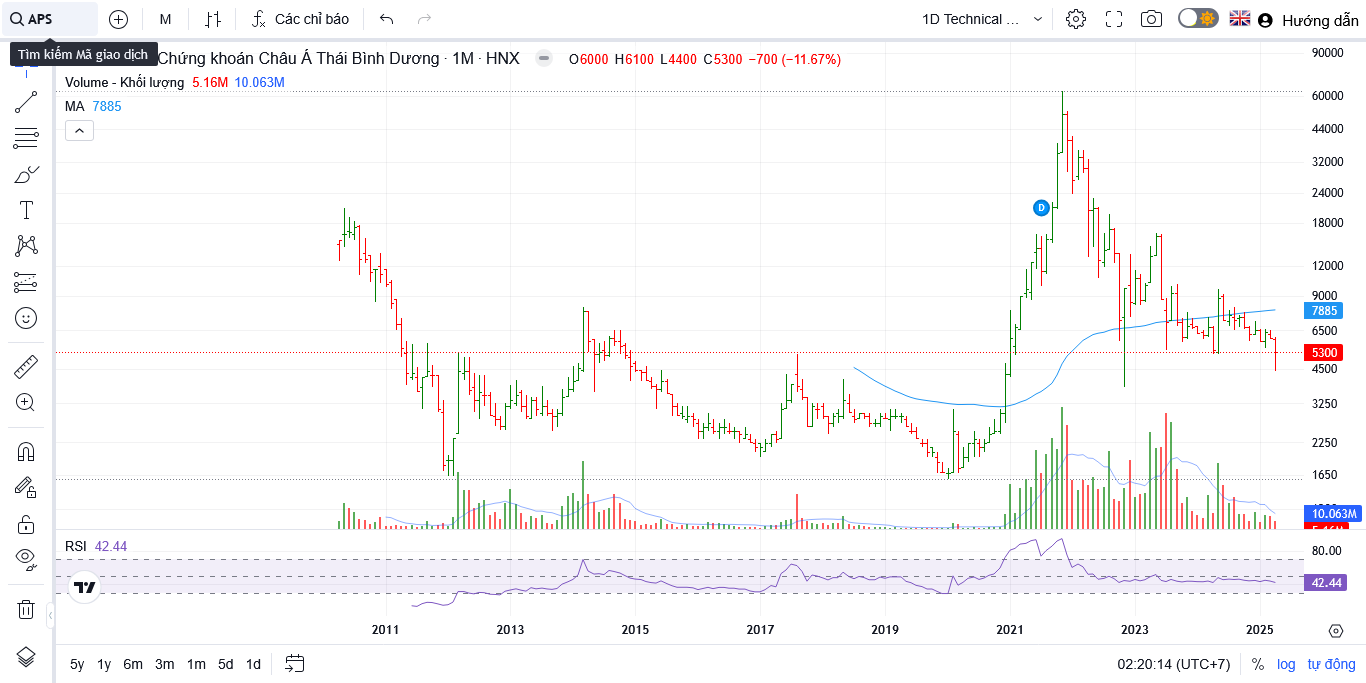 APS M Các chỉ báo 1D Technical ... Hướng dẫn
Tìm kiếm Mã giao dịch
Chứng khoán Châu Á Thái Bình Dương · 1M · HNX O6000 H6100 L4400 C5300 −700 (−11.67%)
Volume - Khối lượng 5.16M 10.063M
MA 7885
90000
60000
44000
32000
24000
18000
12000
9000
7885
6500
5300
4500
3250
2250
1650
10.063M
D
RSI 42.44
80.00
42.44
2011 2013 2015 2017 2019 2021 2023 2025
5y 1y 6m 3m 1m 5d 1d 02:20:14 (UTC+7) % log tự động